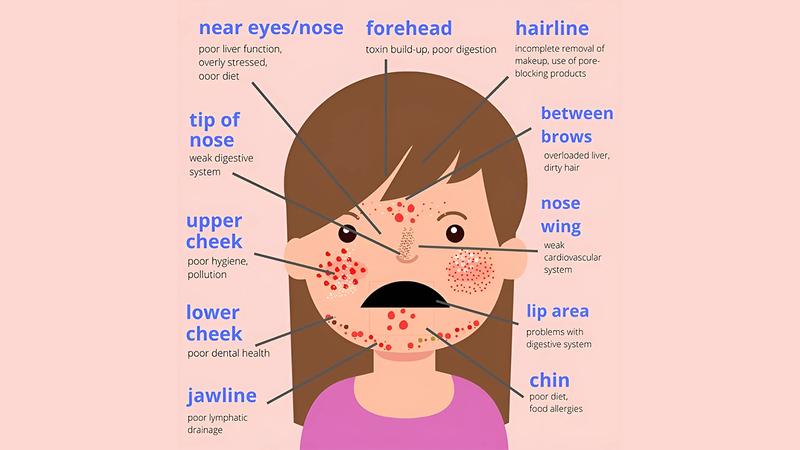 near eyes/nose
poor liver function,
overly stressed,
ooor diet
forehead
toxin build-up, poor digestion
hairline
incomplete removal of
makeup, use of pore-
blocking products
tip of
nose
weak digestive
system
between
brows
overloaded liver,
dirty hair
upper
cheek
poor hygiene,
pollution
nose
wing
weak
cardiovascular
system
lower
cheek
poor dental health
lip area
problems with
digestive system
jawline
poor lymphatic
drainage
chin
poor diet,
food allergies